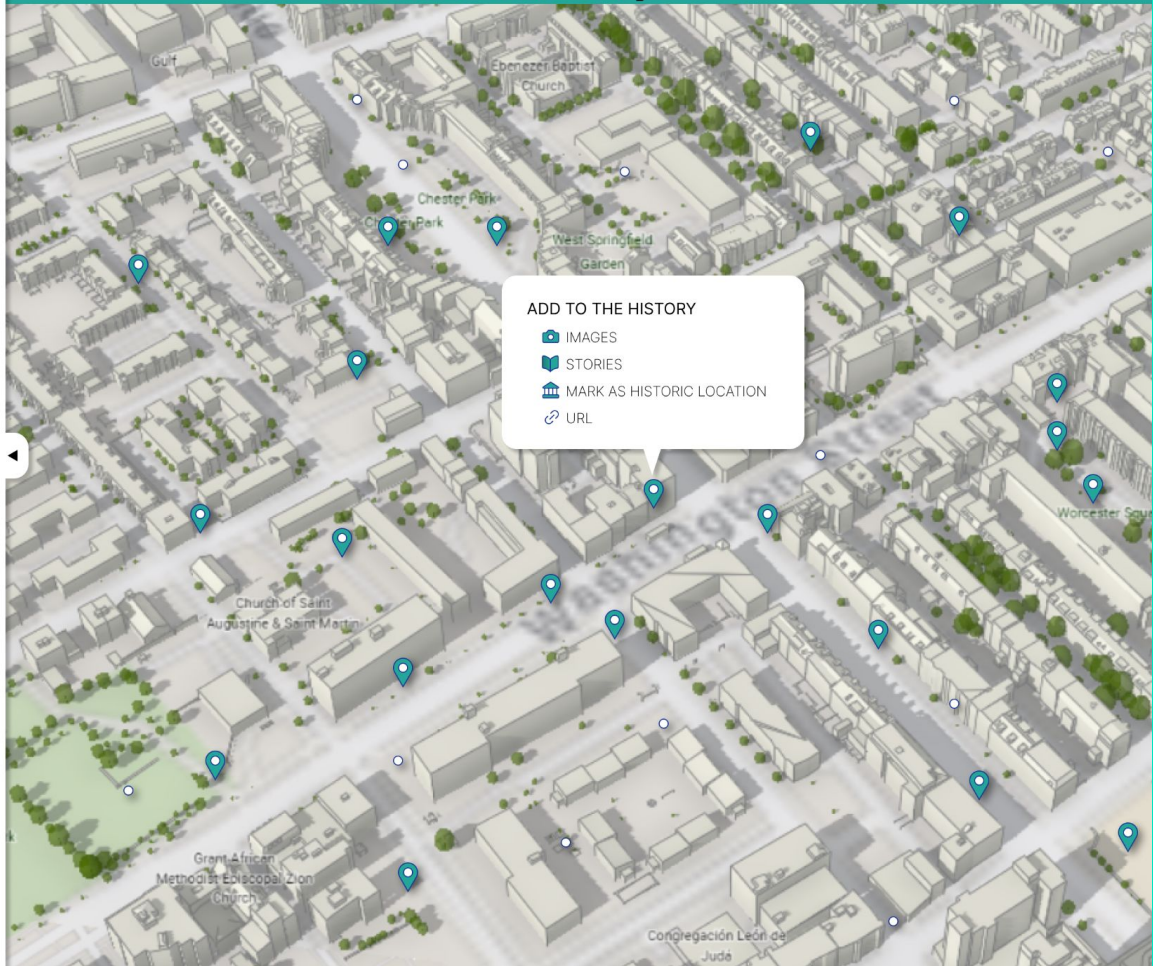 Gulf
Ebenezer Baptist
Church
Chester Park
Chester Park
West Springfield
Garden
ADD TO THE HISTORY
IMAGES
STORIES
MARK AS HISTORIC LOCATION
URL
Washington Street
Worcester
Church of Saint
Augustine & Saint Martin
Grant African
Methodist Episcopal Zion
Church
Congregación León de
Judá